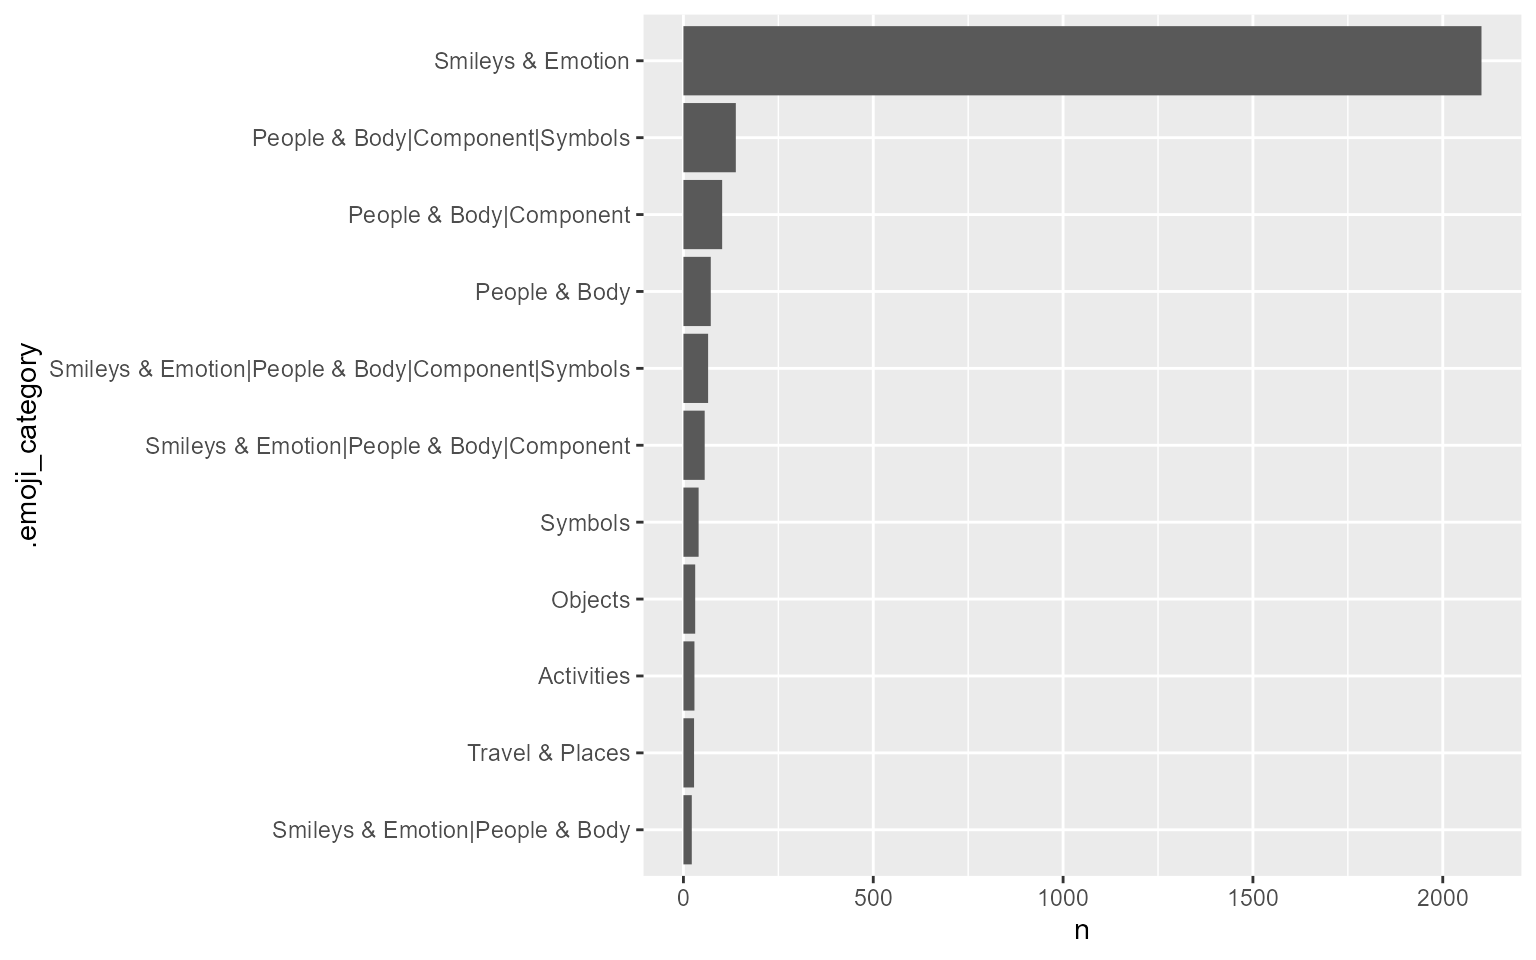 Smileys & Emotion
People & Body|Component|Symbols
People & Body|Component
People & Body
Smileys & Emotion|People & Body|Component|Symbols
Smileys & Emotion|People & Body|Component
Symbols
Objects
Activities
Travel & Places
Smileys & Emotion|People & Body
.emoji_category
0 500 1000 1500 2000
n